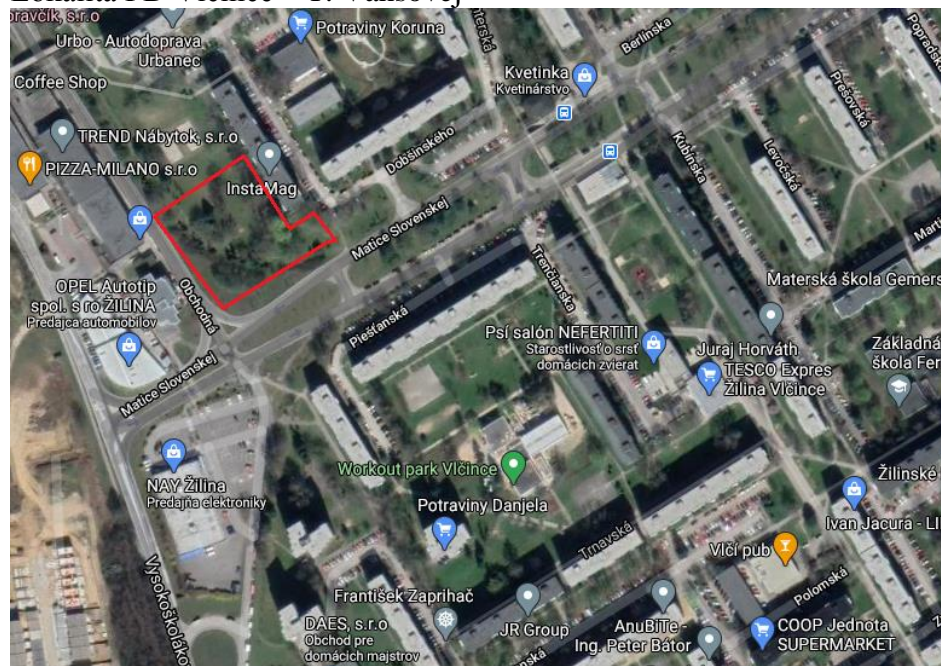 pravčík, s.r.o
Urbo - Autodoprava
Urbanec
Potraviny Koruna
Coffee Shop
Berlínska
Popradská
Kvetinka
Kvetinárstvo
Prešovská
TREND Nábytok, s.r.o
PIZZA-MILANO s.r.o
InstaMag
Dobšinského
Kubínska
Levočská
Matice Slovenskej
Trenčianska
Obchodná
OPEL Autotip
spol. s ro ŽILINA
Predajca automobilov
Piešťanská
Materská škola Gemers
Psí salón NEFERTITI
Starostlivosť o srsť
domácich zvierat
Juraj Horváth
TESCO Expres
Žilina Vlčince
Základná
škola Fer
Matice Slovenskej
NAY Žilina
Predajňa elektroniky
Workout park Vlčince
Potraviny Danjela
Žilinské
Ivan Jacura - LI
Trnavská
Vlčí pub
Polomská
Vysokoškoláko
František Zaprihač
DAES, s.r.o
Obchod pre
domácich majstrov
JR Group
AnuBiTe -
Ing. Peter Bátor
COOP Jednota
SUPERMARKET